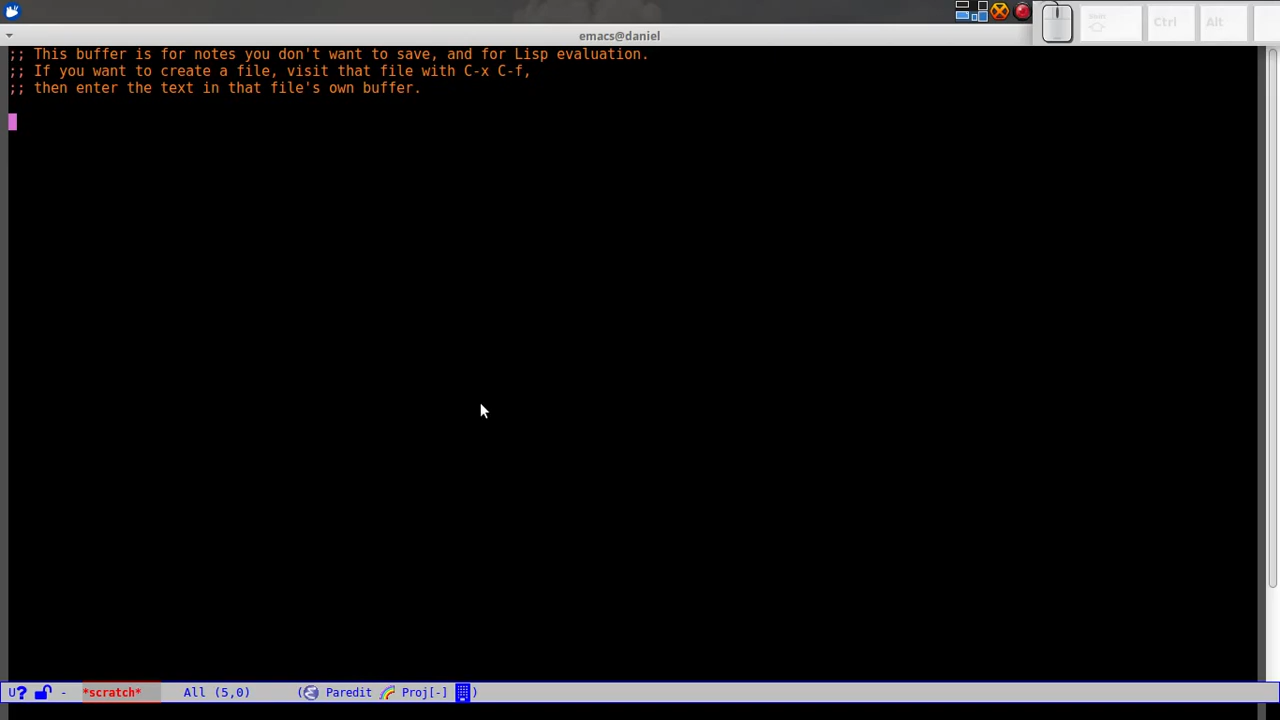 emacs@daniel
Ctrl Alt
;; This buffer is for notes you don't want to save, and for Lisp evaluation.
;; If you want to create a file, visit that file with C-x C-f,
;; then enter the text in that file's own buffer.
U? - *scratch* All (5,0) ( Paredit Proj[-] )